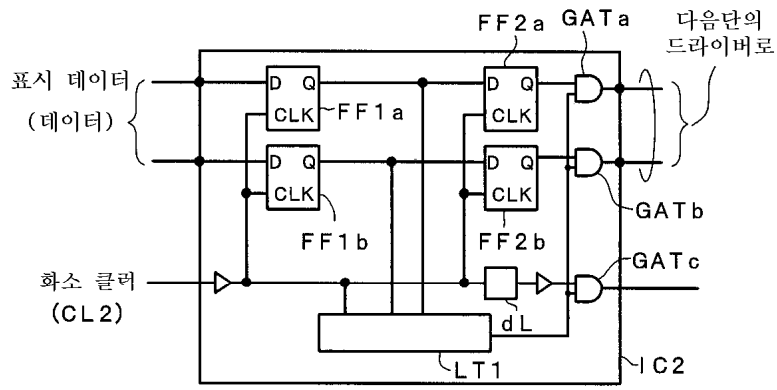 GATa
FF2a
다음단의
드라이버로
표시 데이터
(데이터)
D Q
CLK
FF1a
D Q
CLK
D Q
CLK
FF1b
D Q
CLK
FF2b
GATb
GATc
화소 클러
(CL2)
dL
LT1
IC2